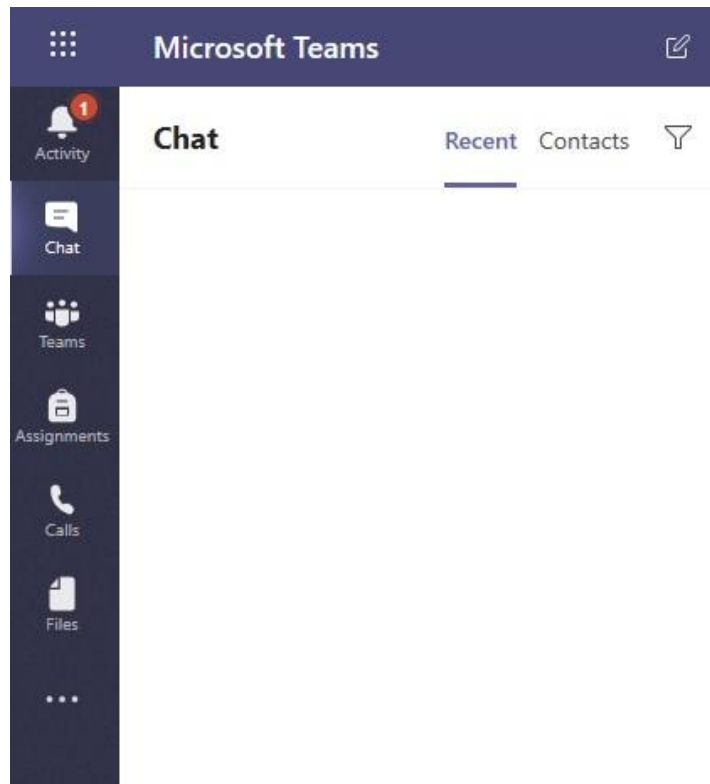 Microsoft Teams
1
Activity
Chat
Recent Contacts
Chat
Teams
Assignments
Calls
Files